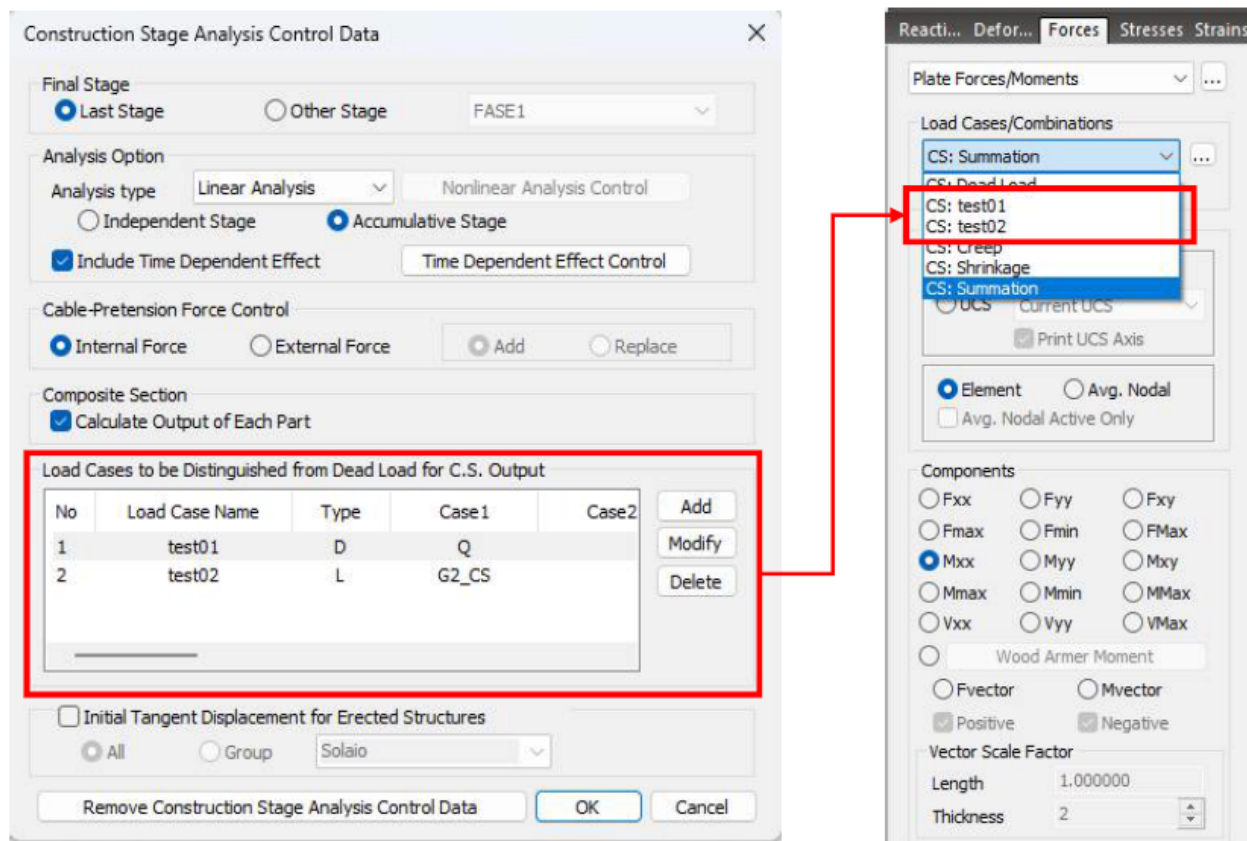 Construction Stage Analysis Control Data
Final Stage
Last Stage Other Stage FASE1
Analysis Option
Analysis type Linear Analysis Nonlinear Analysis Control
Independent Stage Accumulative Stage
Include Time Dependent Effect Time Dependent Effect Control
Cable-Pretension Force Control
Internal Force External Force Add Replace
Composite Section
Calculate Output of Each Part
Load Cases to be Distinguished from Dead Load for C.S. Output
No Load Case Name Type Case1 Case2 Add
1 test01 D Q Modify
2 test02 L G2_CS Delete
Initial Tangent Displacement for Erected Structures
All Group Solaio
Remove Construction Stage Analysis Control Data OK Cancel
Reacti... Defor... Forces Stresses Strains
Plate Forces/Moments ...
Load Cases/Combinations
CS: Summation ...
CS: Dead Load
CS: test01
CS: test02
CS: Creep
CS: Shrinkage
CS: Summation
UCS Current UCS
Print UCS Axis
Element Avg. Nodal
Avg. Nodal Active Only
Components
Fxx Fyy Fxy
Fmax Fmin FMax
Mxx Myy Mxy
Mmax Mmin MMax
Vxx Vyy VMax
Wood Armer Moment
Fvector Mvector
Positive Negative
Vector Scale Factor
Length 1.000000
Thickness 2